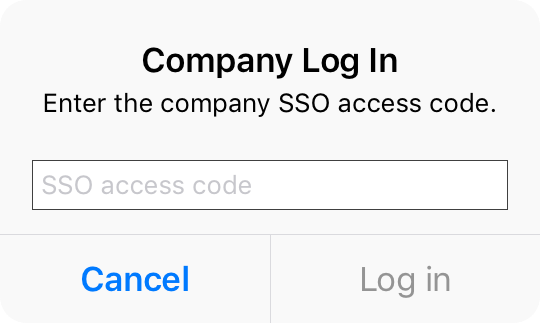 Company Log In
Enter the company SSO access code.
SSO access code
Cancel
Log in